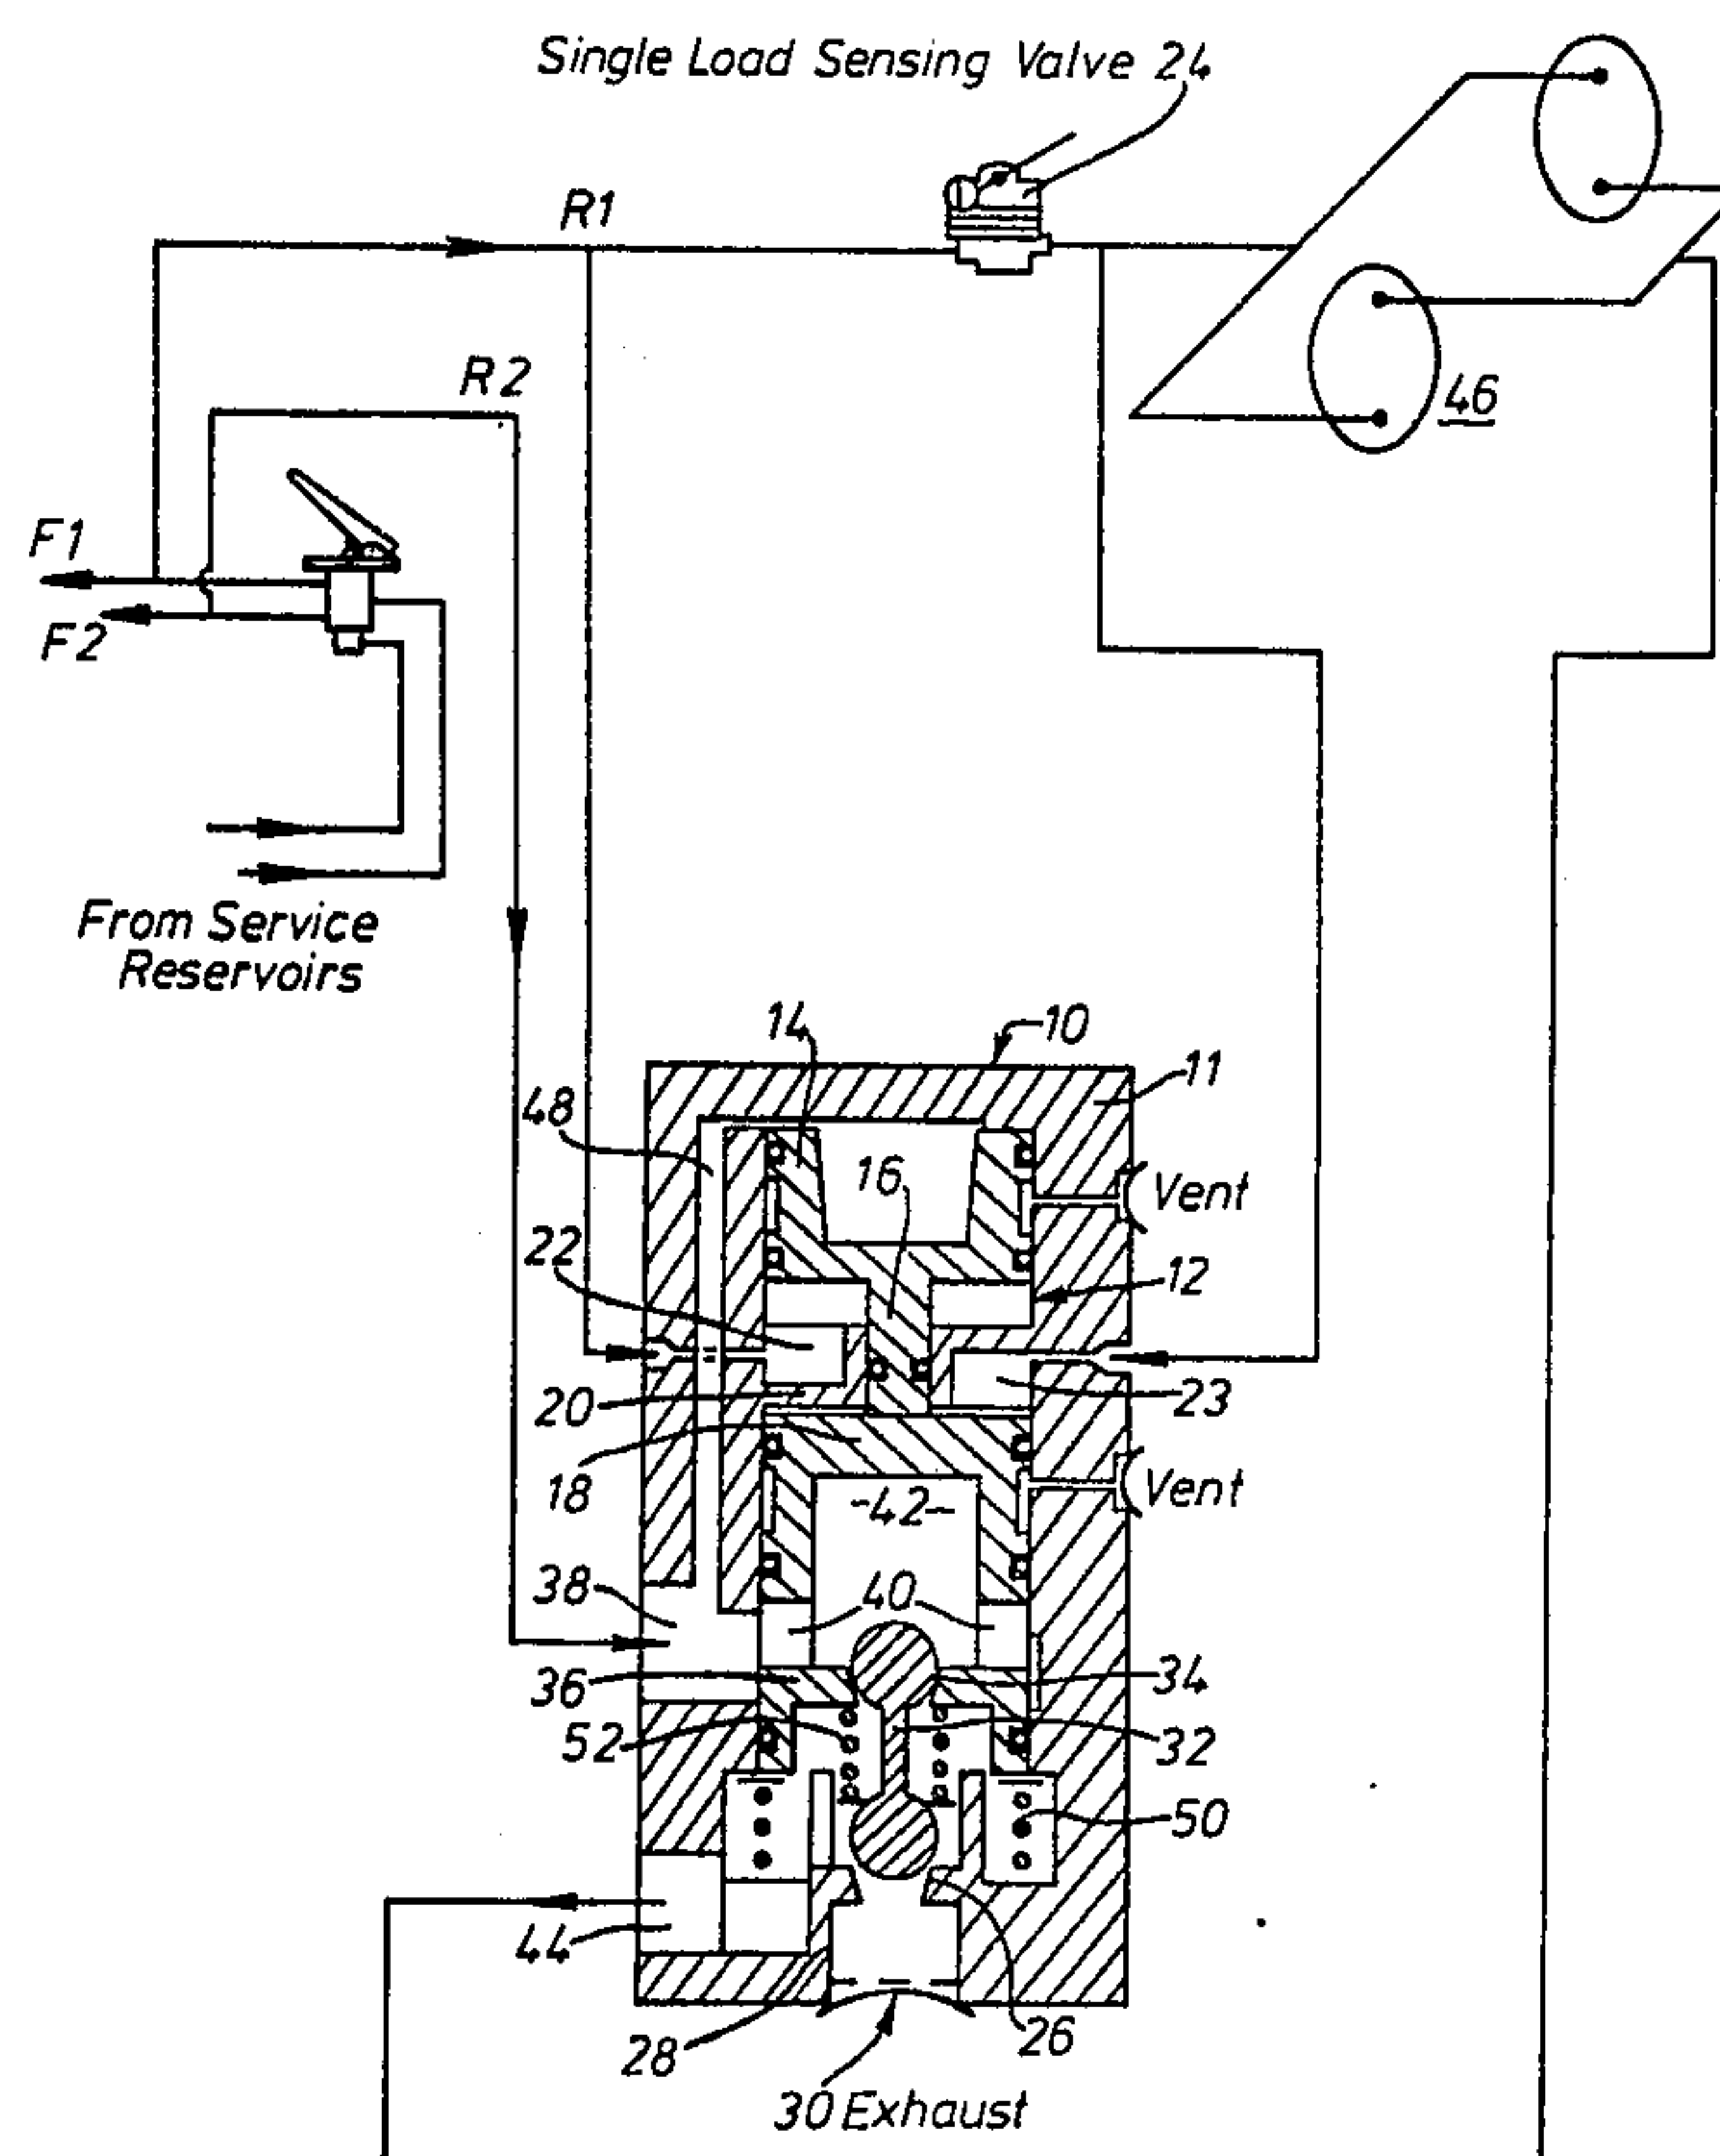 Single Load Sensing Valve 24
R1
R2
46
F1
F2
From Service
Reservoirs
14
10
11
48
16
Vent
22
12
20
23
18
-42-
Vent
38
40
36
34
52
32
50
44
28
26
30 Exhaust